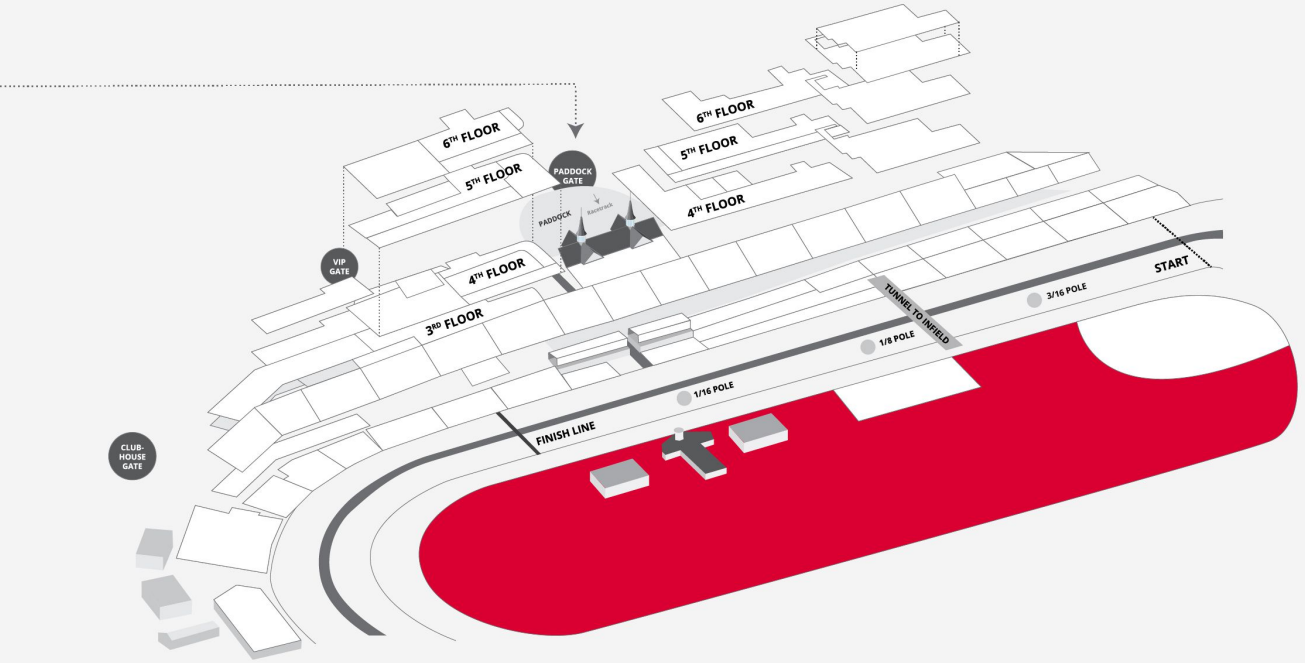 6TH FLOOR
5TH FLOOR
4TH FLOOR
3RD FLOOR
6TH FLOOR
5TH FLOOR
4TH FLOOR
PADDOCK
GATE
PADDOCK
Racetrack
VIP
GATE
CLUB-
HOUSE
GATE
START
3/16 POLE
TUNNEL TO INFIELD
1/8 POLE
1/16 POLE
FINISH LINE